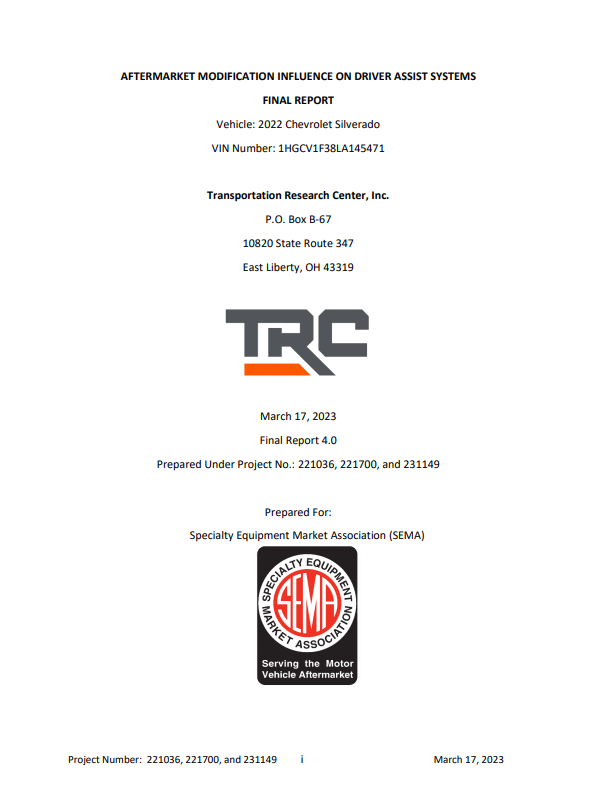 AFTERMARKET MODIFICATION INFLUENCE ON DRIVER ASSIST SYSTEMS
FINAL REPORT
Vehicle: 2022 Chevrolet Silverado
VIN Number: 1HGCV1F38LA145471
Transportation Research Center, Inc.
P.O. Box B-67
10820 State Route 347
East Liberty, OH 43319
TRC
March 17, 2023
Final Report 4.0
Prepared Under Project No.: 221036, 221700, and 231149
Prepared For:
Specialty Equipment Market Association (SEMA)
SPECIALTY EQUIPMENT
SEMA
MARKET ASSOCIATION
Serving the Motor
Vehicle Aftermarket
Project Number: 221036, 221700, and 231149 i March 17, 2023